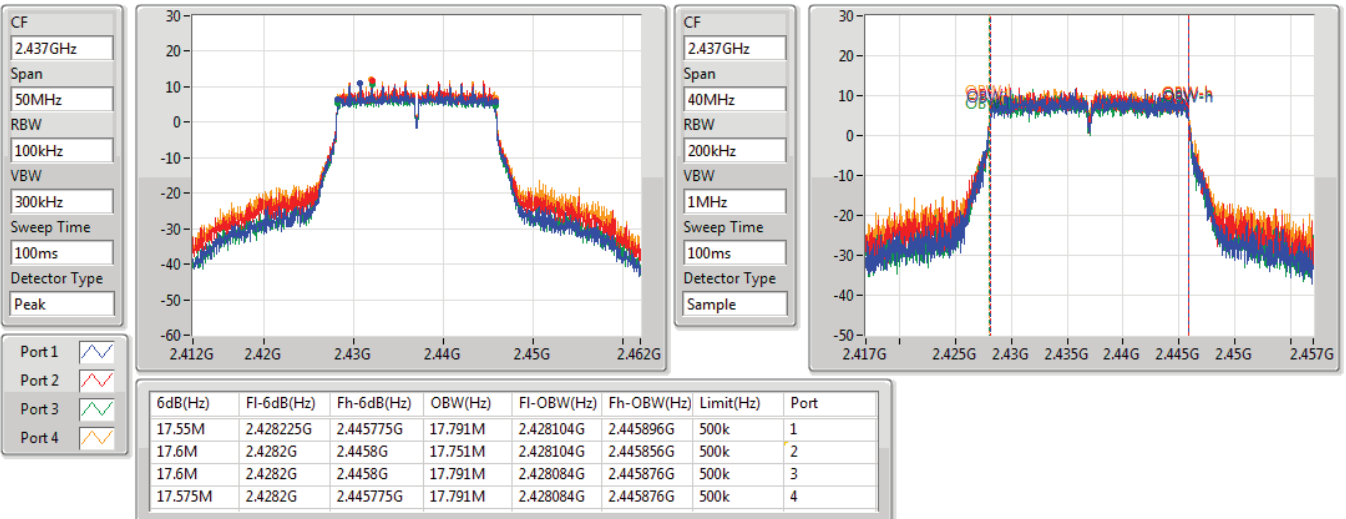 CF
2.437GHz
Span
50MHz
RBW
100kHz
VBW
300kHz
Sweep Time
100ms
Detector Type
Peak
Port 1
Port 2
Port 3
Port 4
30
20
10
0
-10
-20
-30
-40
-50
-60
2.412G 2.42G 2.43G 2.44G 2.45G 2.462G
CF
2.437GHz
Span
40MHz
RBW
200kHz
VBW
1MHz
Sweep Time
100ms
Detector Type
Sample
30
20
10
0
-10
-20
-30
-40
-50
OBW-h
2.417G 2.425G 2.43G 2.435G 2.44G 2.445G 2.45G 2.457G
6dB(Hz) Fl-6dB(Hz) Fh-6dB(Hz) OBW(Hz) Fl-OBW(Hz) Fh-OBW(Hz) Limit(Hz) Port
17.55M 2.428225G 2.445775G 17.791M 2.428104G 2.445896G 500k 1
17.6M 2.4282G 2.4458G 17.751M 2.428104G 2.445856G 500k 2
17.6M 2.4282G 2.4458G 17.791M 2.428084G 2.445876G 500k 3
17.575M 2.4282G 2.445775G 17.791M 2.428084G 2.445876G 500k 4